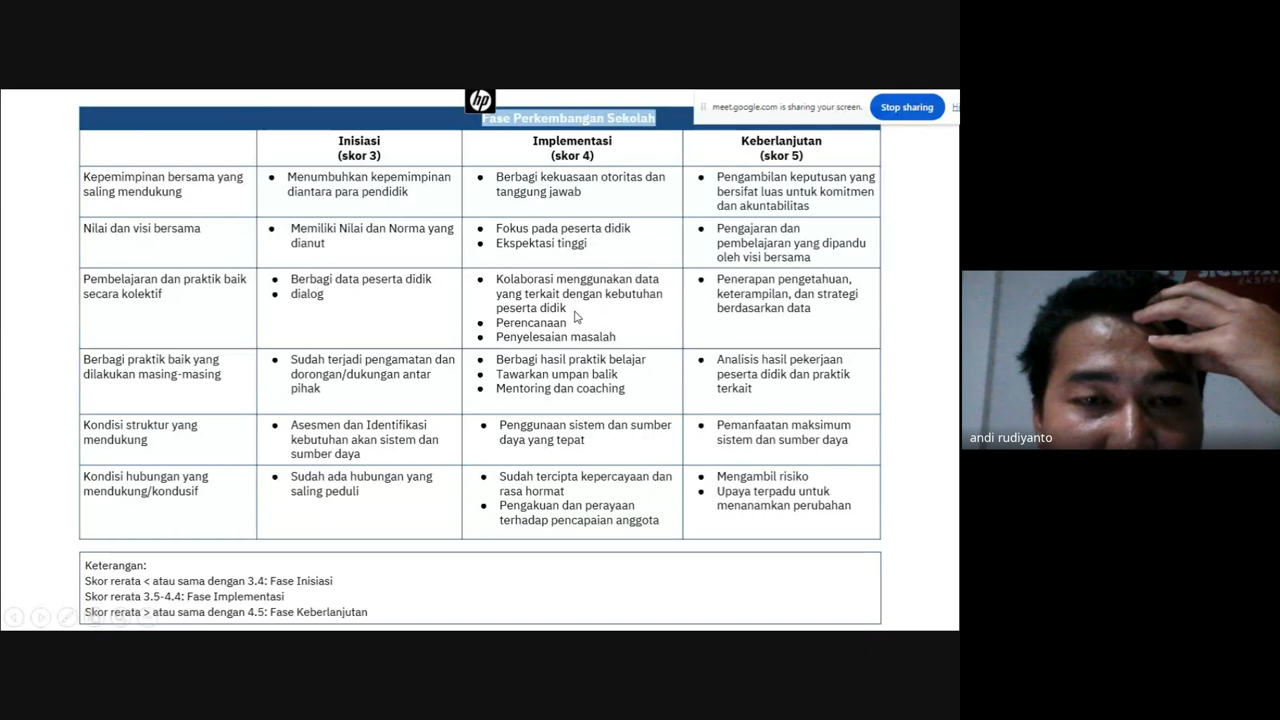 hp
meet.google.com is sharing your screen.
Stop sharing
Fase Perkembangan Sekolah
Inisiasi
(skor 3)
Implementasi
(skor 4)
Keberlanjutan
(skor 5)
Kepemimpinan bersama yang
saling mendukung
● Menumbuhkan kepemimpinan
diantara para pendidik
● Berbagi kekuasaan otoritas dan
tanggung jawab
● Pengambilan keputusan yang
bersifat luas untuk komitmen
dan akuntabilitas
Nilai dan visi bersama
● Memiliki Nilai dan Norma yang
dianut
● Fokus pada peserta didik
● Ekspektasi tinggi
● Pengajaran dan
pembelajaran yang dipandu
oleh visi bersama
Pembelajaran dan praktik baik
secara kolektif
● Berbagi data peserta didik
● dialog
● Kolaborasi menggunakan data
yang terkait dengan kebutuhan
peserta didik
● Perencanaan
● Penyelesaian masalah
● Penerapan pengetahuan,
keterampilan, dan strategi
berdasarkan data
Berbagi praktik baik yang
dilakukan masing-masing
● Sudah terjadi pengamatan dan
dorongan/dukungan antar
pihak
● Berbagi hasil praktik belajar
● Tawarkan umpan balik
● Mentoring dan coaching
● Analisis hasil pekerjaan
peserta didik dan praktik
terkait
Kondisi struktur yang
mendukung
● Asesmen dan Identifikasi
kebutuhan akan sistem dan
sumber daya
● Penggunaan sistem dan sumber
daya yang tepat
● Pemanfaatan maksimum
sistem dan sumber daya
Kondisi hubungan yang
mendukung/kondusif
● Sudah ada hubungan yang
saling peduli
● Sudah tercipta kepercayaan dan
rasa hormat
● Pengakuan dan perayaan
terhadap pencapaian anggota
● Mengambil risiko
● Upaya terpadu untuk
menanamkan perubahan
Keterangan:
Skor rerata < atau sama dengan 3.4: Fase Inisiasi
Skor rerata 3.5-4.4: Fase Implementasi
Skor rerata > atau sama dengan 4.5: Fase Keberlanjutan
andi rudiyanto